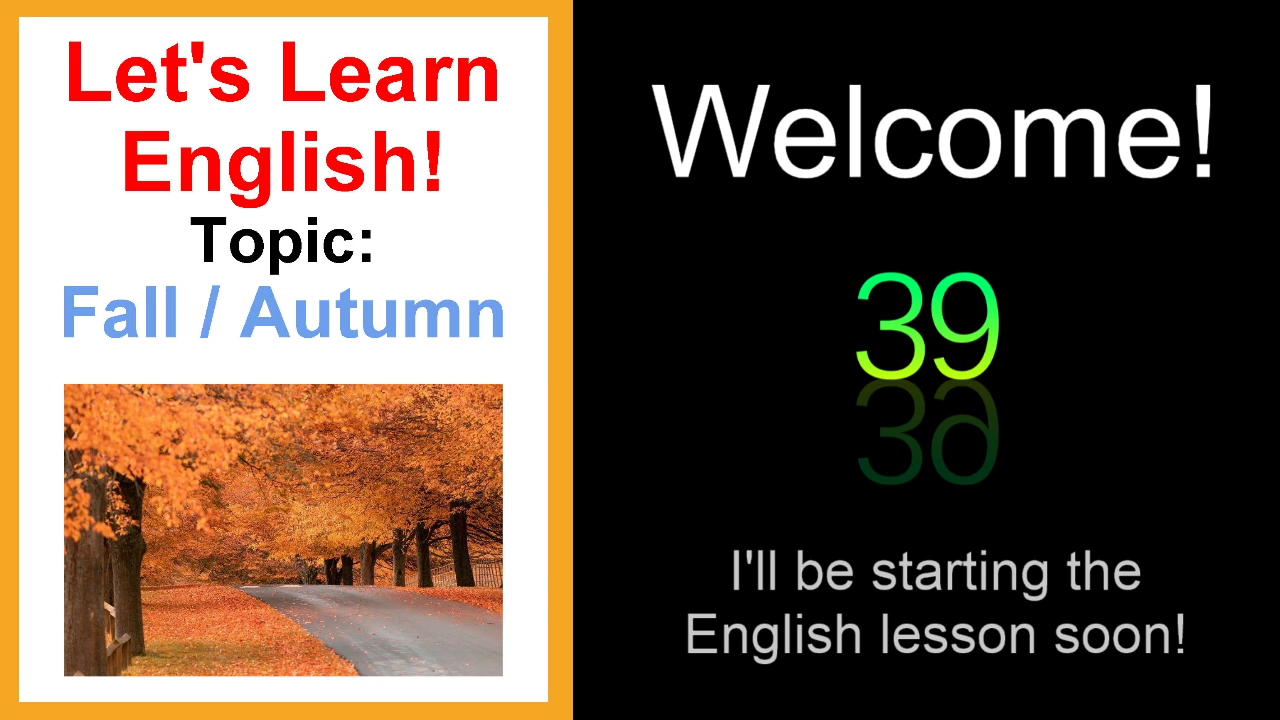 Let's Learn
English!
Topic:
Fall / Autumn
Welcome!
39
I'll be starting the
English lesson soon!